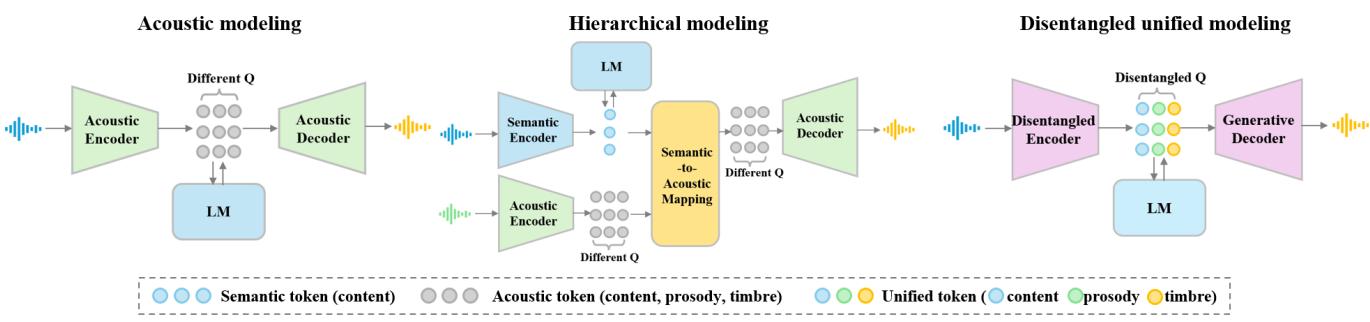 Acoustic modeling
Different Q
Acoustic
Encoder
Acoustic
Decoder
LM
Hierarchical modeling
LM
Semantic
Encoder
Acoustic
Encoder
Different Q
Semantic
-to-
Acoustic
Mapping
Different Q
Acoustic
Decoder
Disentangled unified modeling
Disentangled Q
Disentangled
Encoder
Generative
Decoder
LM
Semantic token (content)
Acoustic token (content, prosody, timbre)
Unified token ( content prosody timbre)